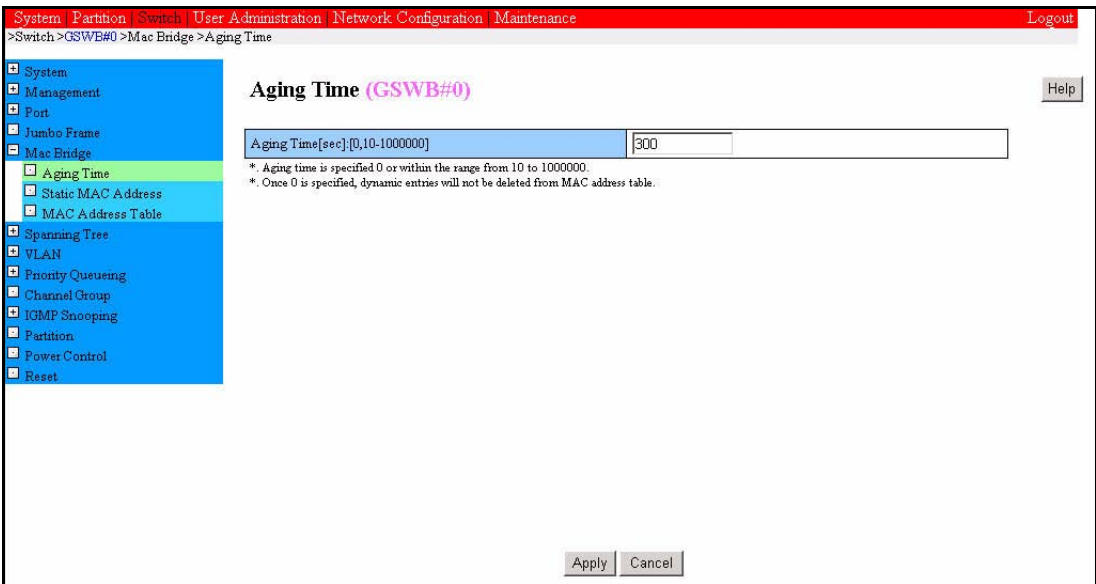 System | Partition | Switch | User Administration | Network Configuration | Maintenance Logout
>Switch >GSWB#0 >Mac Bridge >Aging Time
System
Management
Port
Jumbo Frame
Mac Bridge
Aging Time
Static MAC Address
MAC Address Table
Spanning Tree
VLAN
Priority Queueing
Channel Group
IGMP Snooping
Partition
Power Control
Reset
Aging Time (GSWB#0)
Help
Aging Time[sec]:[0,10-1000000] 300
*. Aging time is specified 0 or within the range from 10 to 1000000.
*. Once 0 is specified, dynamic entries will not be deleted from MAC address table.
Apply Cancel